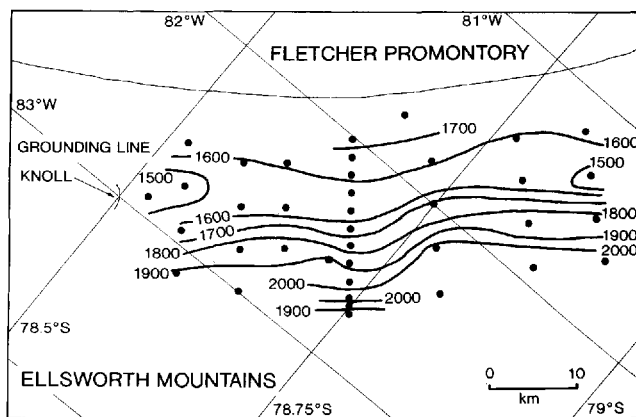 82°W
81°W
FLETCHER PROMONTORY
83°W
1700
1600
GROUNDING LINE
1600
1500
1500
KNOLL
1600
1700
1800
1800
1900
1900
2000
2000
2000
1900
78.5°S
ELLSWORTH MOUNTAINS
0 10
km
78.75°S
79°S